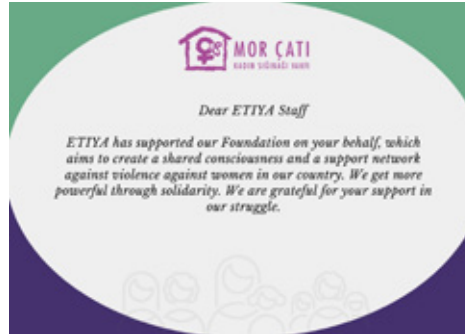 MOR ÇATI
KADIN SIĞINAĞI VAKFI
Dear ETIYA Staff
ETIYA has supported our Foundation on your behalf, which
aims to create a shared consciousness and a support network
against violence against women in our country. We get more
powerful through solidarity. We are grateful for your support in
our struggle.